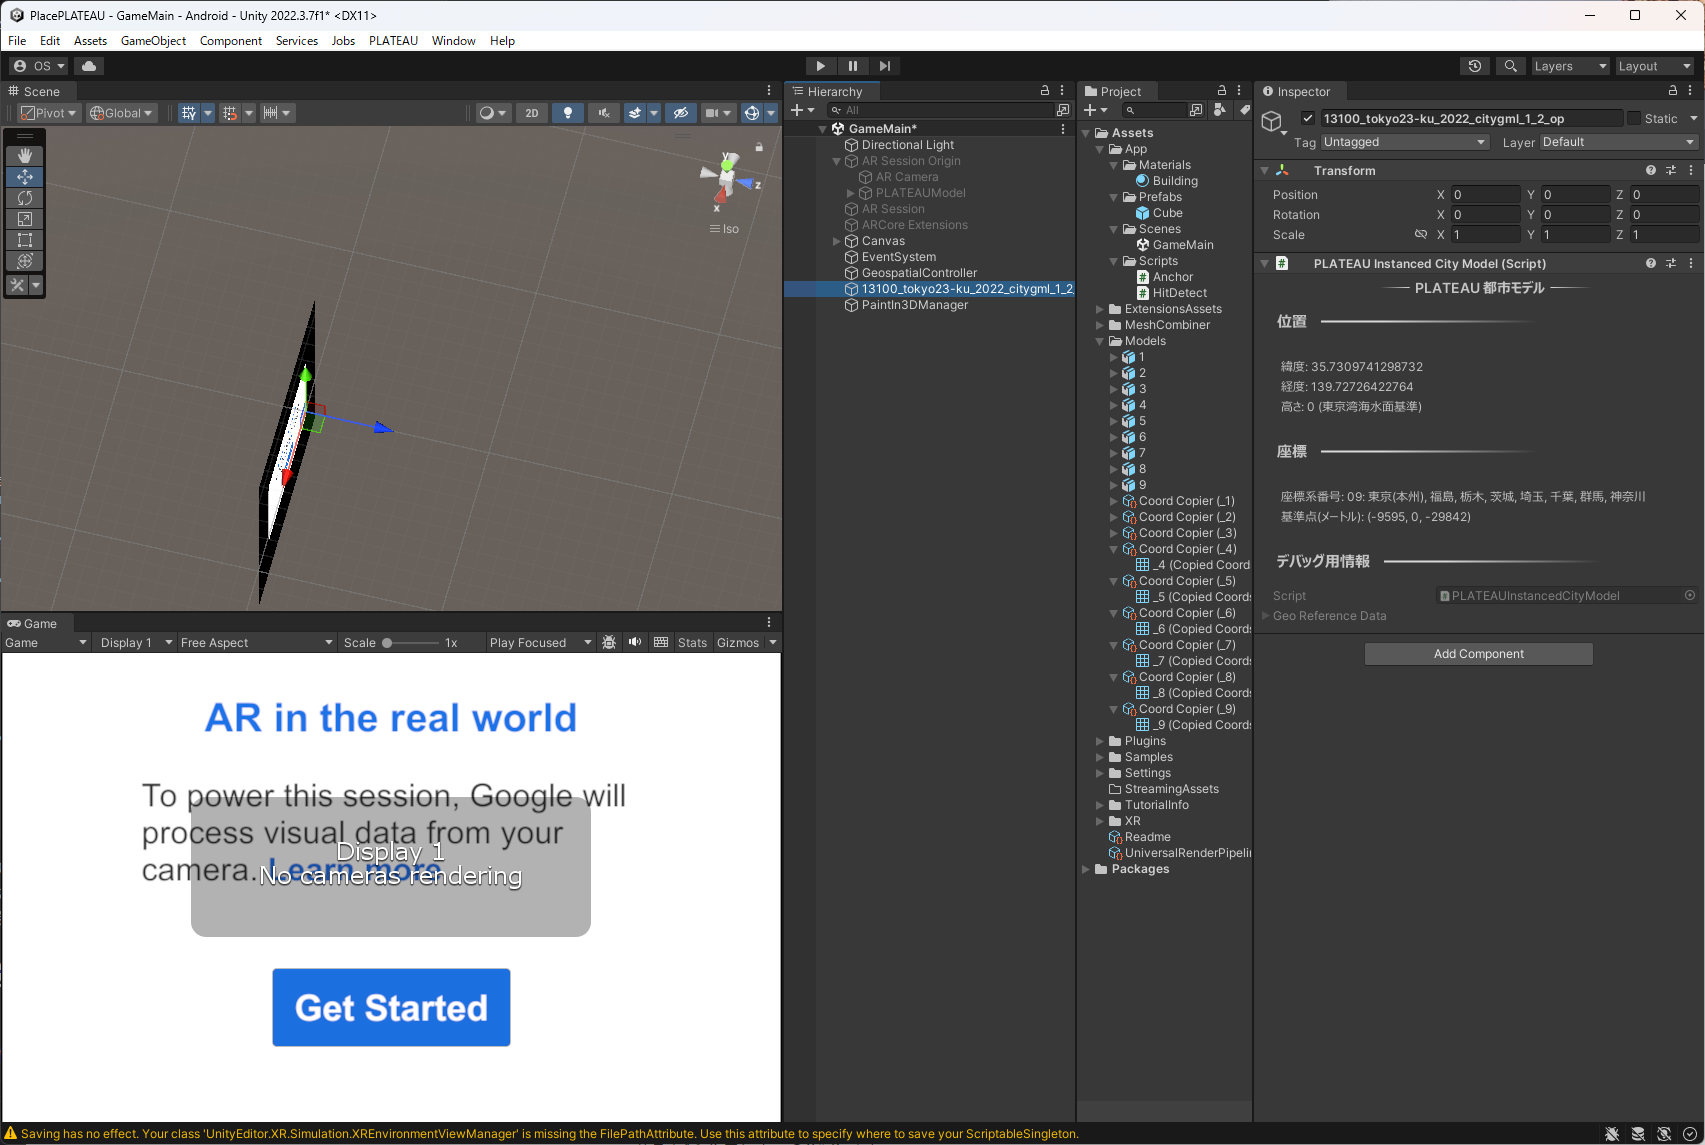 PlacePLATEAU - GameMain - Android - Unity 2022.3.7f1* <DX11>
File Edit Assets GameObject Component Services Jobs PLATEAU Window Help
OS
Layers
Layout
Scene
Pivot
Global
2D
y
z
x
Iso
Game
Game
Display 1
Free Aspect
Scale
1x
Play Focused
Stats
Gizmos
AR in the real world
To power this session, Google will
process visual data from your
camera. Learn more
Display 1
No cameras rendering
Get Started
Hierarchy
All
GameMain*
Directional Light
AR Session Origin
AR Camera
PLATEAUModel
AR Session
ARCore Extensions
Canvas
EventSystem
GeospatialController
13100_tokyo23-ku_2022_citygml_1_2_
PaintIn3DManager
Project
Assets
App
Materials
Building
Prefabs
Cube
Scenes
GameMain
Scripts
Anchor
HitDetect
ExtensionsAssets
MeshCombiner
Models
1
2
3
4
5
6
7
8
9
Coord Copier (_1)
Coord Copier (_2)
Coord Copier (_3)
Coord Copier (_4)
_4 (Copied Coord
Coord Copier (_5)
_5 (Copied Coords
Coord Copier (_6)
_6 (Copied Coords
Coord Copier (_7)
_7 (Copied Coords
Coord Copier (_8)
_8 (Copied Coords
Coord Copier (_9)
_9 (Copied Coords
Plugins
Samples
Settings
StreamingAssets
TutorialInfo
XR
Readme
UniversalRenderPipelin
Packages
Inspector
13100_tokyo23-ku_2022_citygml_1_2_op
Static
Tag Untagged
Layer Default
Transform
Position X 0 Y 0 Z 0
Rotation X 0 Y 0 Z 0
Scale X 1 Y 1 Z 1
PLATEAU Instanced City Model (Script)
PLATEAU 都市モデル
位置
緯度: 35.7309741298732
経度: 139.72726422764
高さ: 0 (東京湾海水面基準)
座標
座標系番号: 09: 東京(本州), 福島, 栃木, 茨城, 埼玉, 千葉, 群馬, 神奈川
基準点(メートル): (-9595, 0, -29842)
デバッグ用情報
Script
PLATEAUInstancedCityModel
Geo Reference Data
Add Component
Saving has no effect. Your class 'UnityEditor.XR.Simulation.XREnvironmentViewManager' is missing the FilePathAttribute. Use this attribute to specify where to save your ScriptableSingleton.